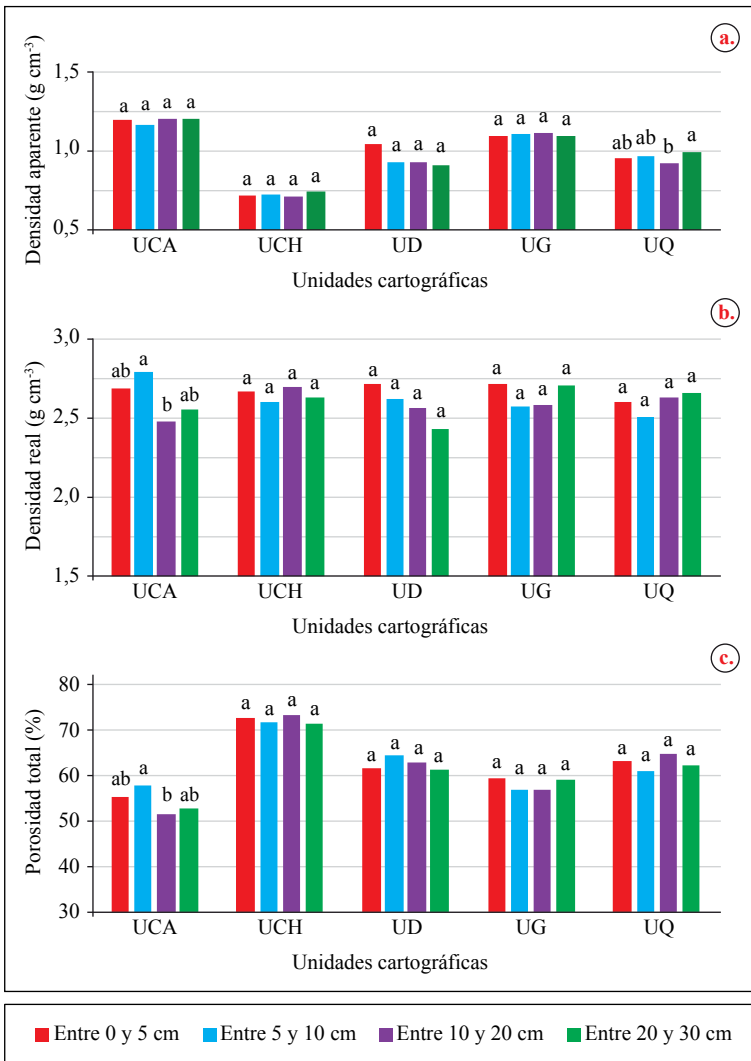 a.
Densidad aparente (g cm⁻³)
1,5
1,0
0,5
a a a a
a a a a
a a a a
a a a a
ab ab b a
UCA UCH UD UG UQ
Unidades cartográficas
b.
Densidad real (g cm⁻³)
3,0
2,5
2,0
1,5
ab a b ab
a a a a
a a a a
a a a a
a a a a
UCA UCH UD UG UQ
Unidades cartográficas
c.
Porosidad total (%)
80
70
60
50
40
30
ab a b ab
a a a a
a a a a
a a a a
a a a a
UCA UCH UD UG UQ
Unidades cartográficas
Entre 0 y 5 cm Entre 5 y 10 cm Entre 10 y 20 cm Entre 20 y 30 cm